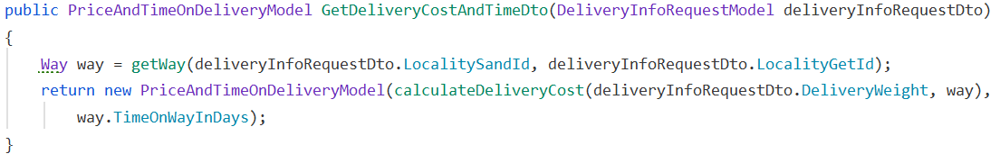 public PriceAndTimeOnDeliveryModel GetDeliveryCostAndTimeDto(DeliveryInfoRequestModel deliveryInfoRequestDto)
{
    Way way = getWay(deliveryInfoRequestDto.LocalitySandId, deliveryInfoRequestDto.LocalityGetId);
    return new PriceAndTimeOnDeliveryModel(calculateDeliveryCost(deliveryInfoRequestDto.DeliveryWeight, way),
        way.TimeOnWayInDays);
}